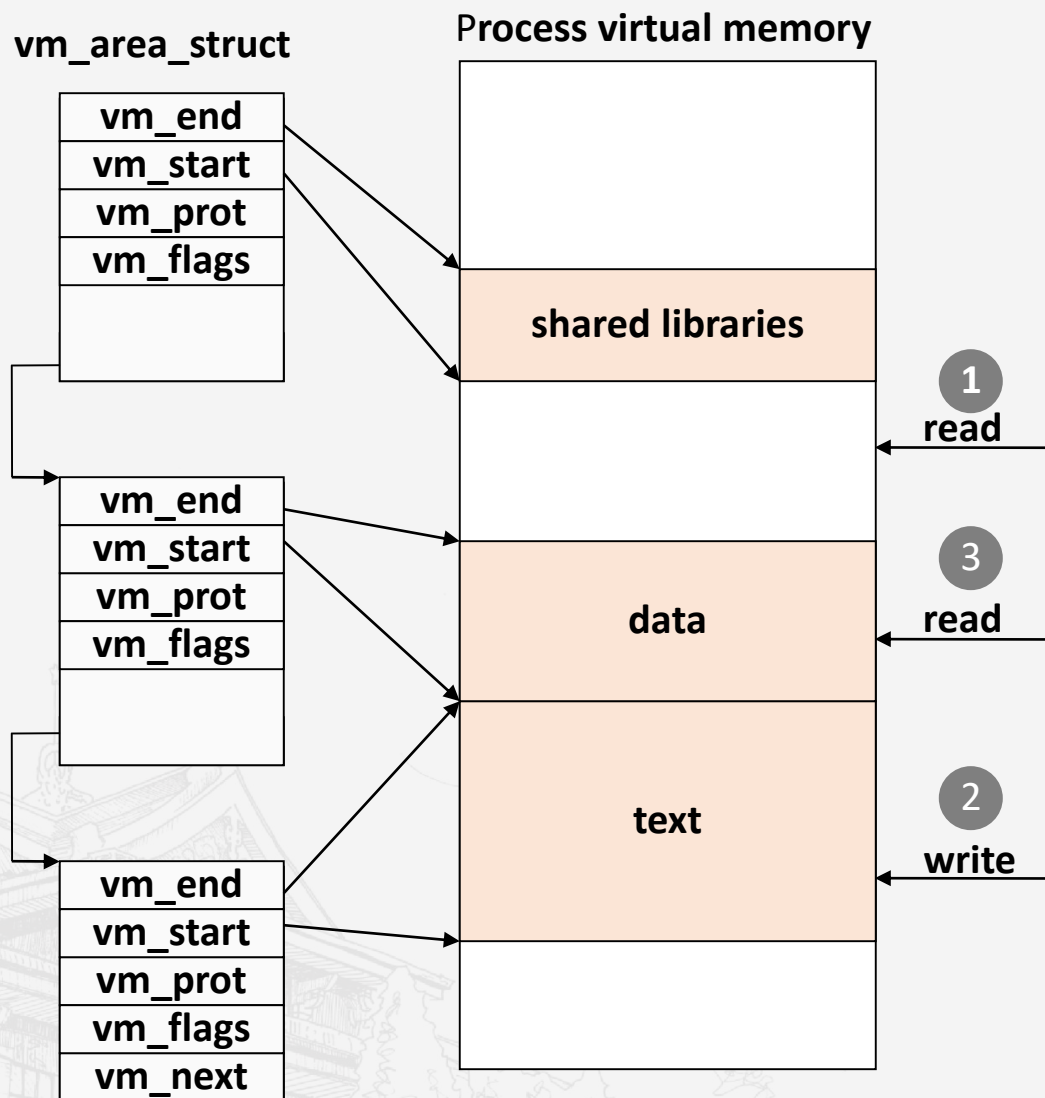 vm_area_struct
Process virtual memory
vm_end
vm_start
vm_prot
vm_flags
shared libraries
1
read
vm_end
vm_start
vm_prot
vm_flags
data
3
read
text
2
write
vm_end
vm_start
vm_prot
vm_flags
vm_next